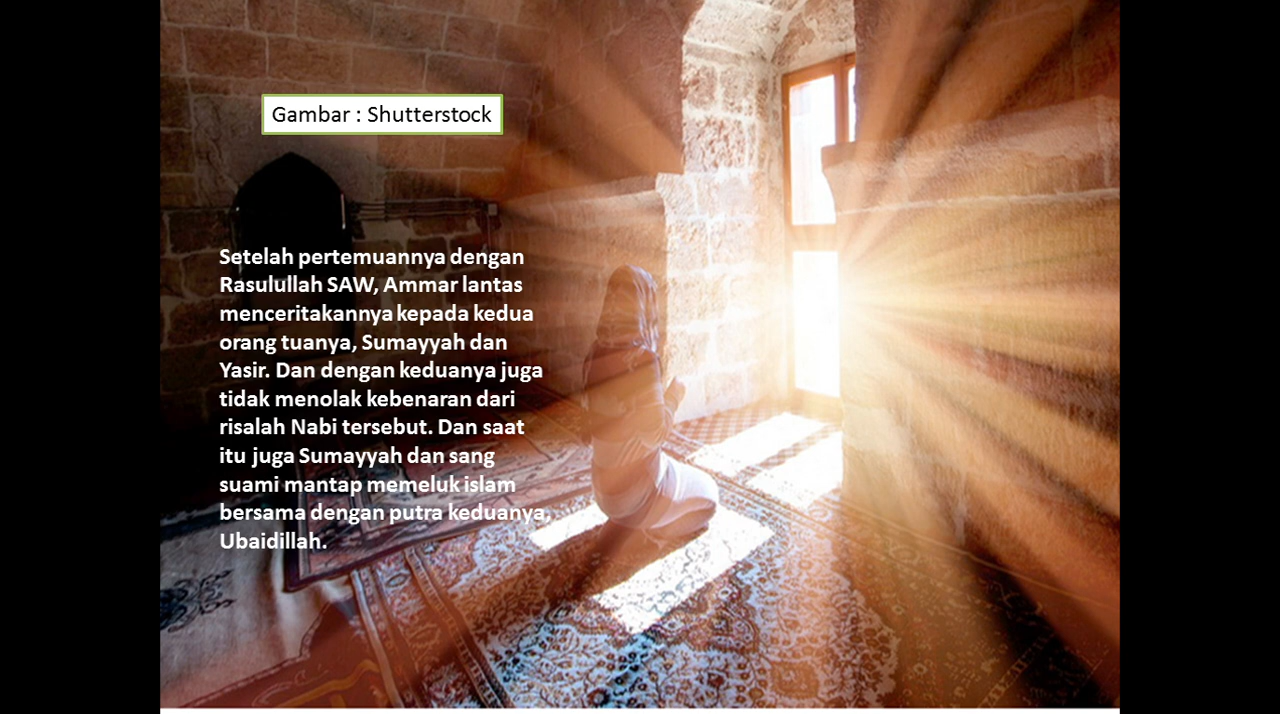 Gambar : Shutterstock
Setelah pertemuannya dengan
Rasulullah SAW, Ammar lantas
menceritakannya kepada kedua
orang tuanya, Sumayyah dan
Yasir. Dan dengan keduanya juga
tidak menolak kebenaran dari
risalah Nabi tersebut. Dan saat
itu juga Sumayyah dan sang
suami mantap memeluk islam
bersama dengan putra keduanya,
Ubaidillah.